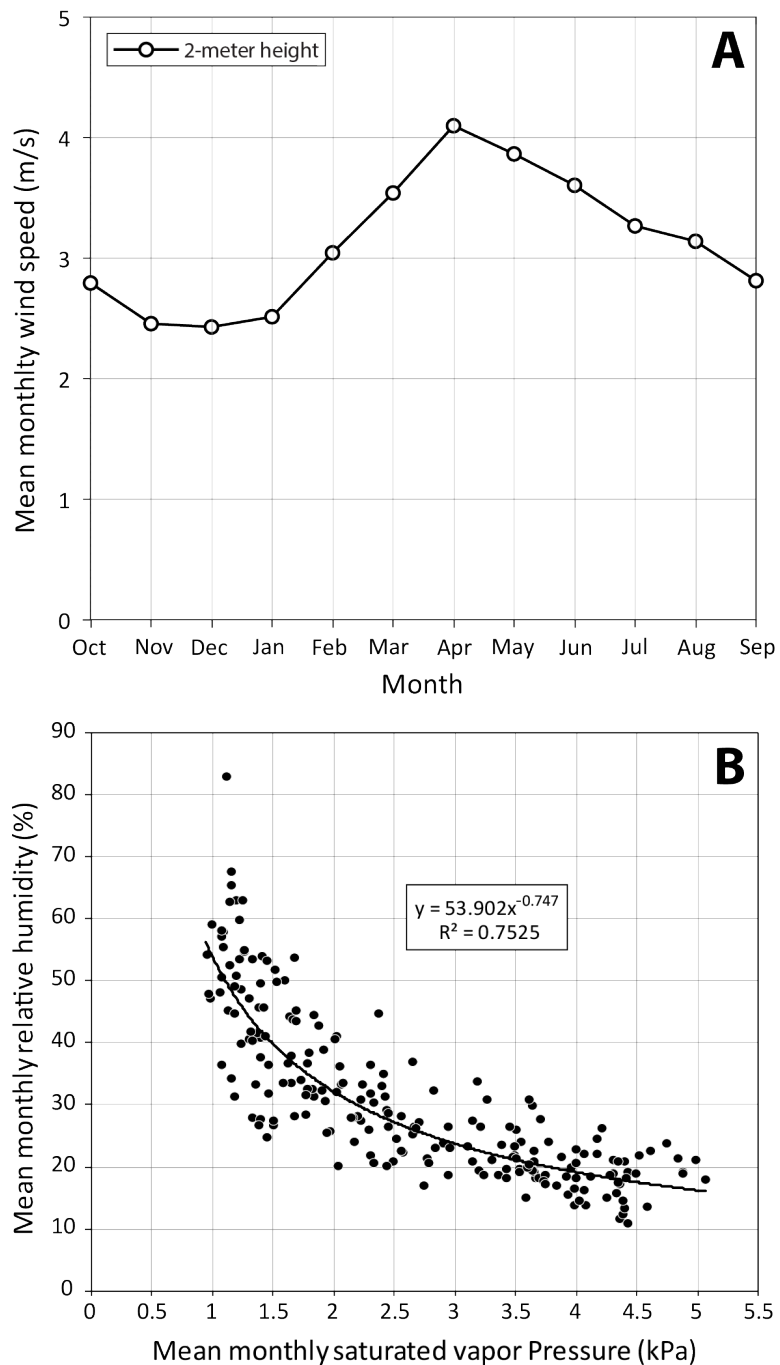 A
2-meter height
Mean monthlty wind speed (m/s)
5
4
3
2
1
0
Oct Nov Dec Jan Feb Mar Apr May Jun Jul Aug Sep
Month
B
Mean monthly relative humidity (%)
90
80
70
60
50
40
30
20
10
0
y = 53.902x⁻⁰·⁷⁴⁷
R² = 0.7525
0 0.5 1 1.5 2 2.5 3 3.5 4 4.5 5 5.5
Mean monthly saturated vapor Pressure (kPa)